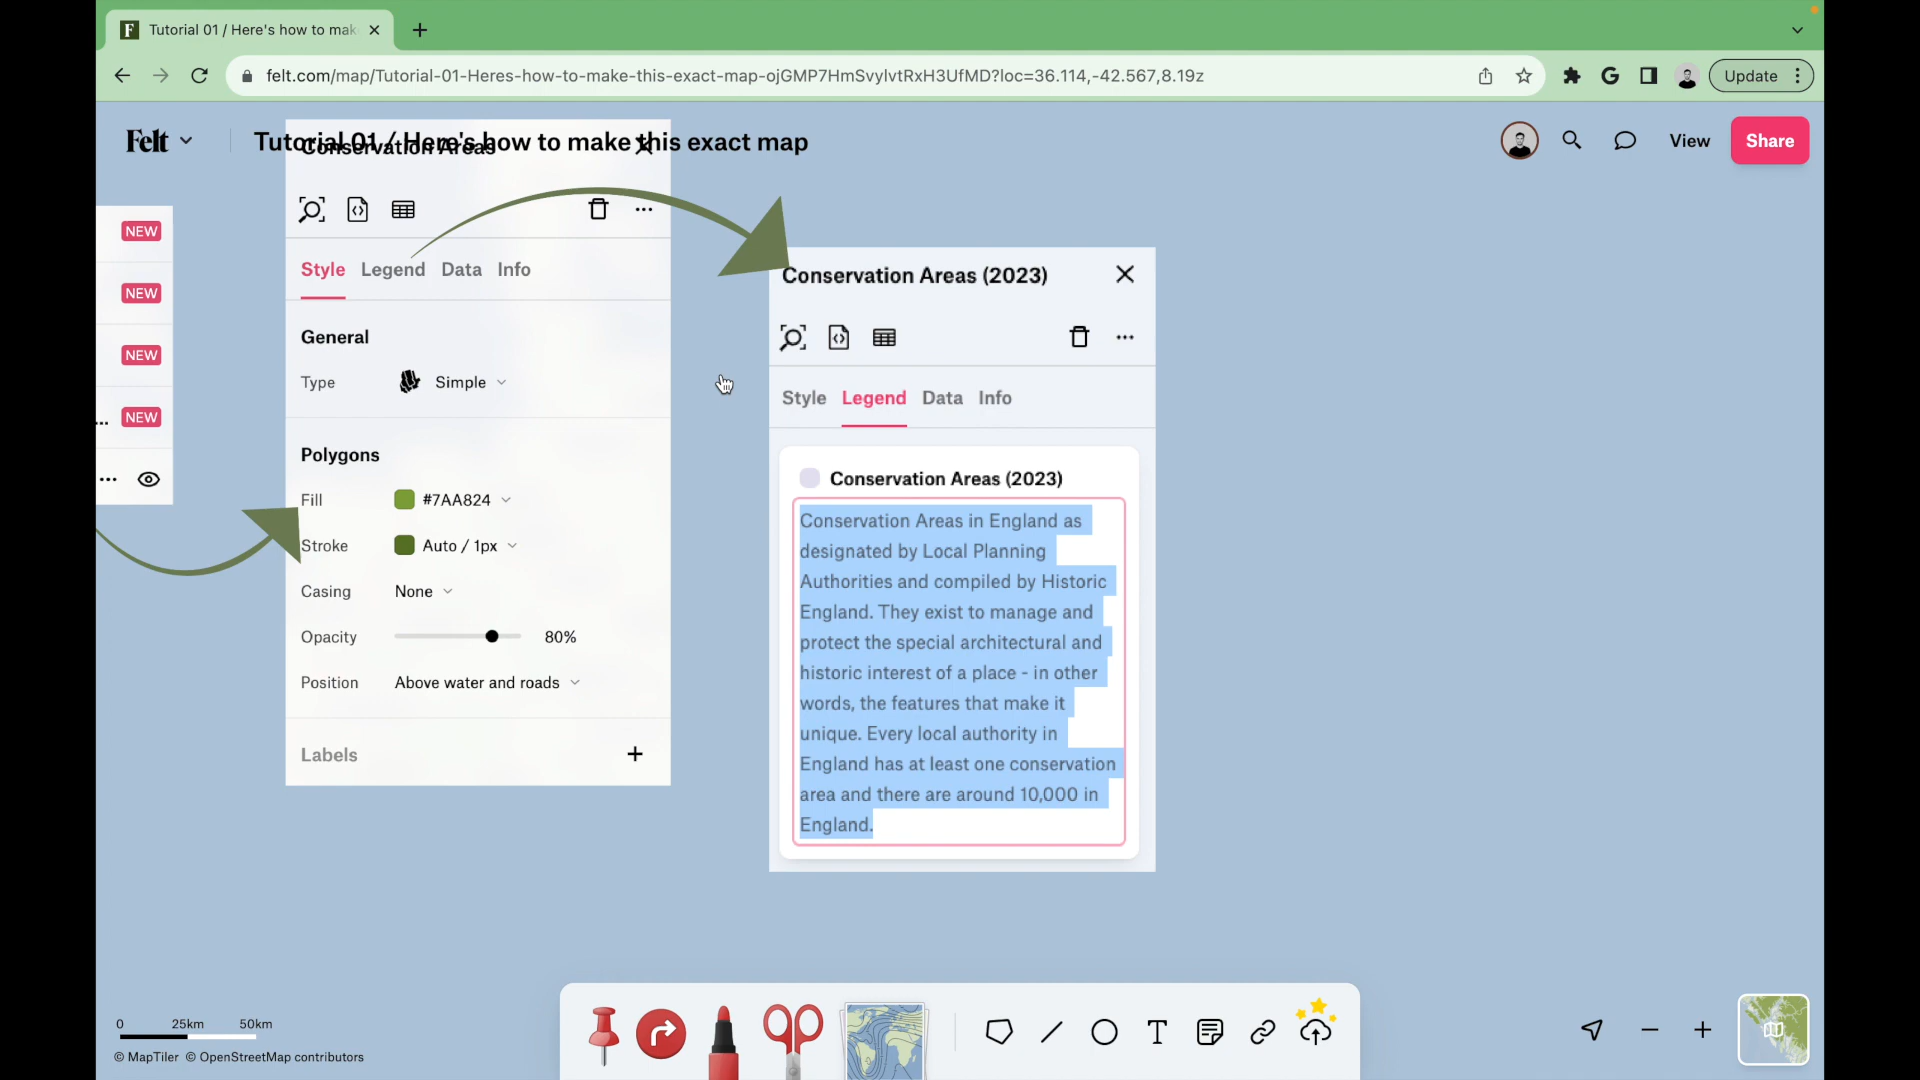 Tutorial 01 / Here's how to mak
felt.com/map/Tutorial-01-Heres-how-to-make-this-exact-map-ojGMP7HmSvylvtRxH3UfMD?loc=36.114,-42.567,8.19z
Update
Felt
Tutorial 01 / Here's how to make this exact map
View
Share
NEW
NEW
NEW
... NEW
Conservation Areas
Style Legend Data Info
General
Type Simple
Polygons
Fill #7AA824
Stroke Auto / 1px
Casing None
Opacity 80%
Position Above water and roads
Labels
Conservation Areas (2023)
Style Legend Data Info
Conservation Areas (2023)
Conservation Areas in England as
designated by Local Planning
Authorities and compiled by Historic
England. They exist to manage and
protect the special architectural and
historic interest of a place - in other
words, the features that make it
unique. Every local authority in
England has at least one conservation
area and there are around 10,000 in
England.
0 25km 50km
© MapTiler © OpenStreetMap contributors